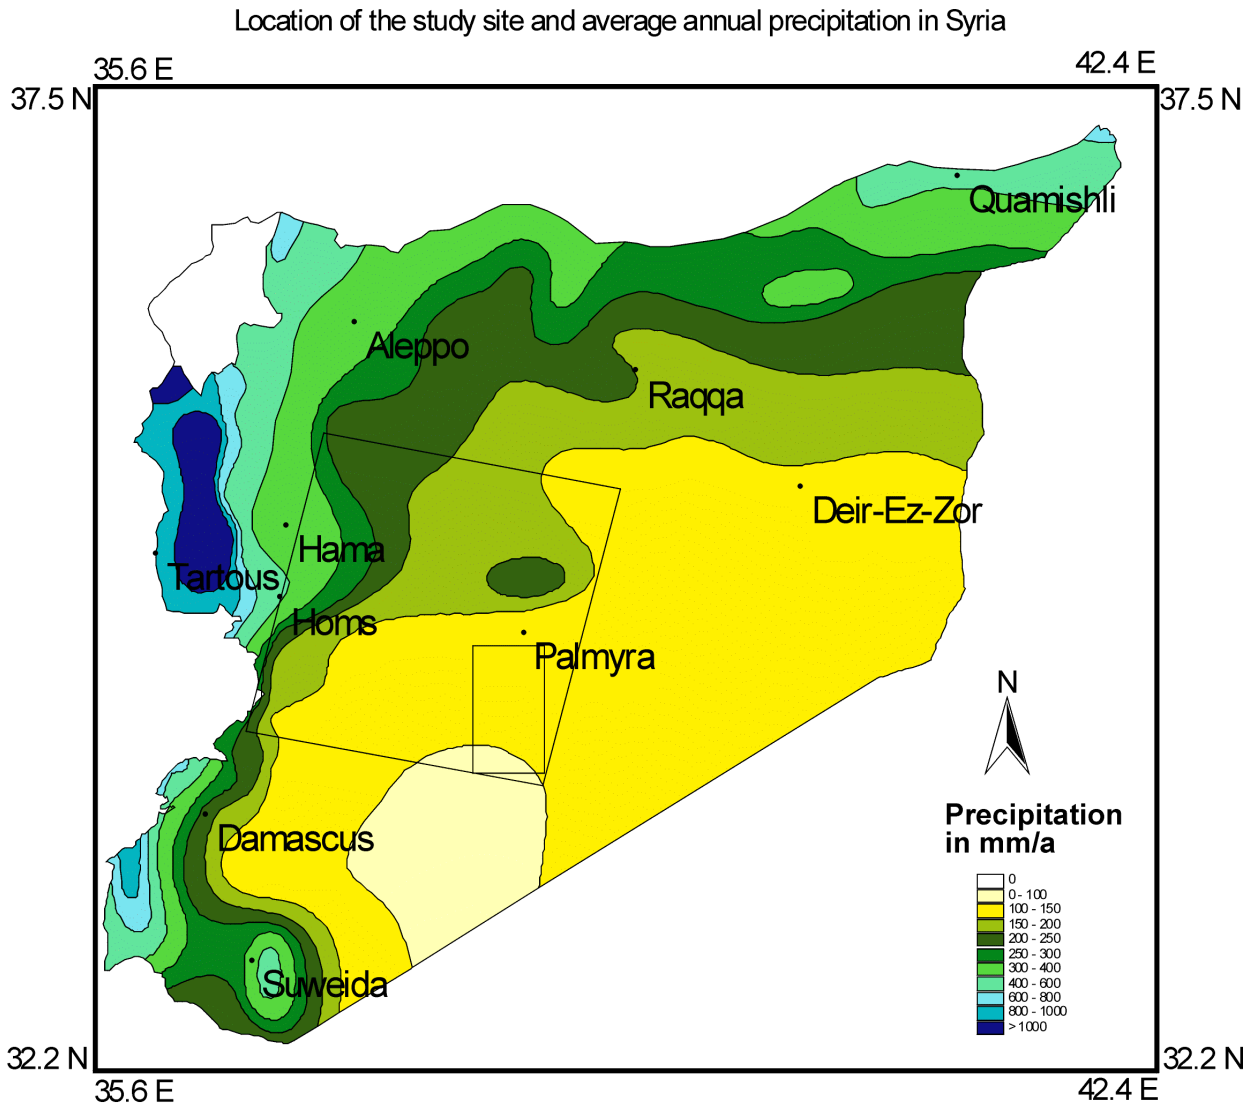 Location of the study site and average annual precipitation in Syria
35.6 E
42.4 E
37.5 N
37.5 N
Quamishli
Aleppo
Raqqa
Deir-Ez-Zor
Hama
Tartous
Homs
Palmyra
N
Damascus
Suweida
Precipitation
in mm/a
0
0 - 100
100 - 150
150 - 200
200 - 250
250 - 300
300 - 400
400 - 600
600 - 800
800 - 1000
> 1000
32.2 N
32.2 N
35.6 E
42.4 E